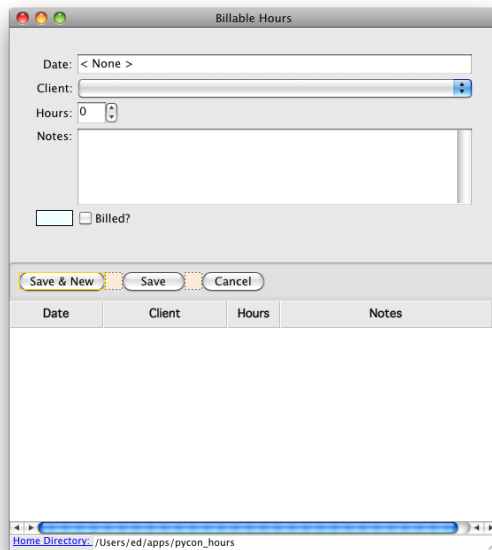 Billable Hours
Date: < None >
Client:
Hours: 0
Notes:
Billed?
Save & New Save Cancel
Date Client Hours Notes
Home Directory: /Users/ed/apps/pycon_hours